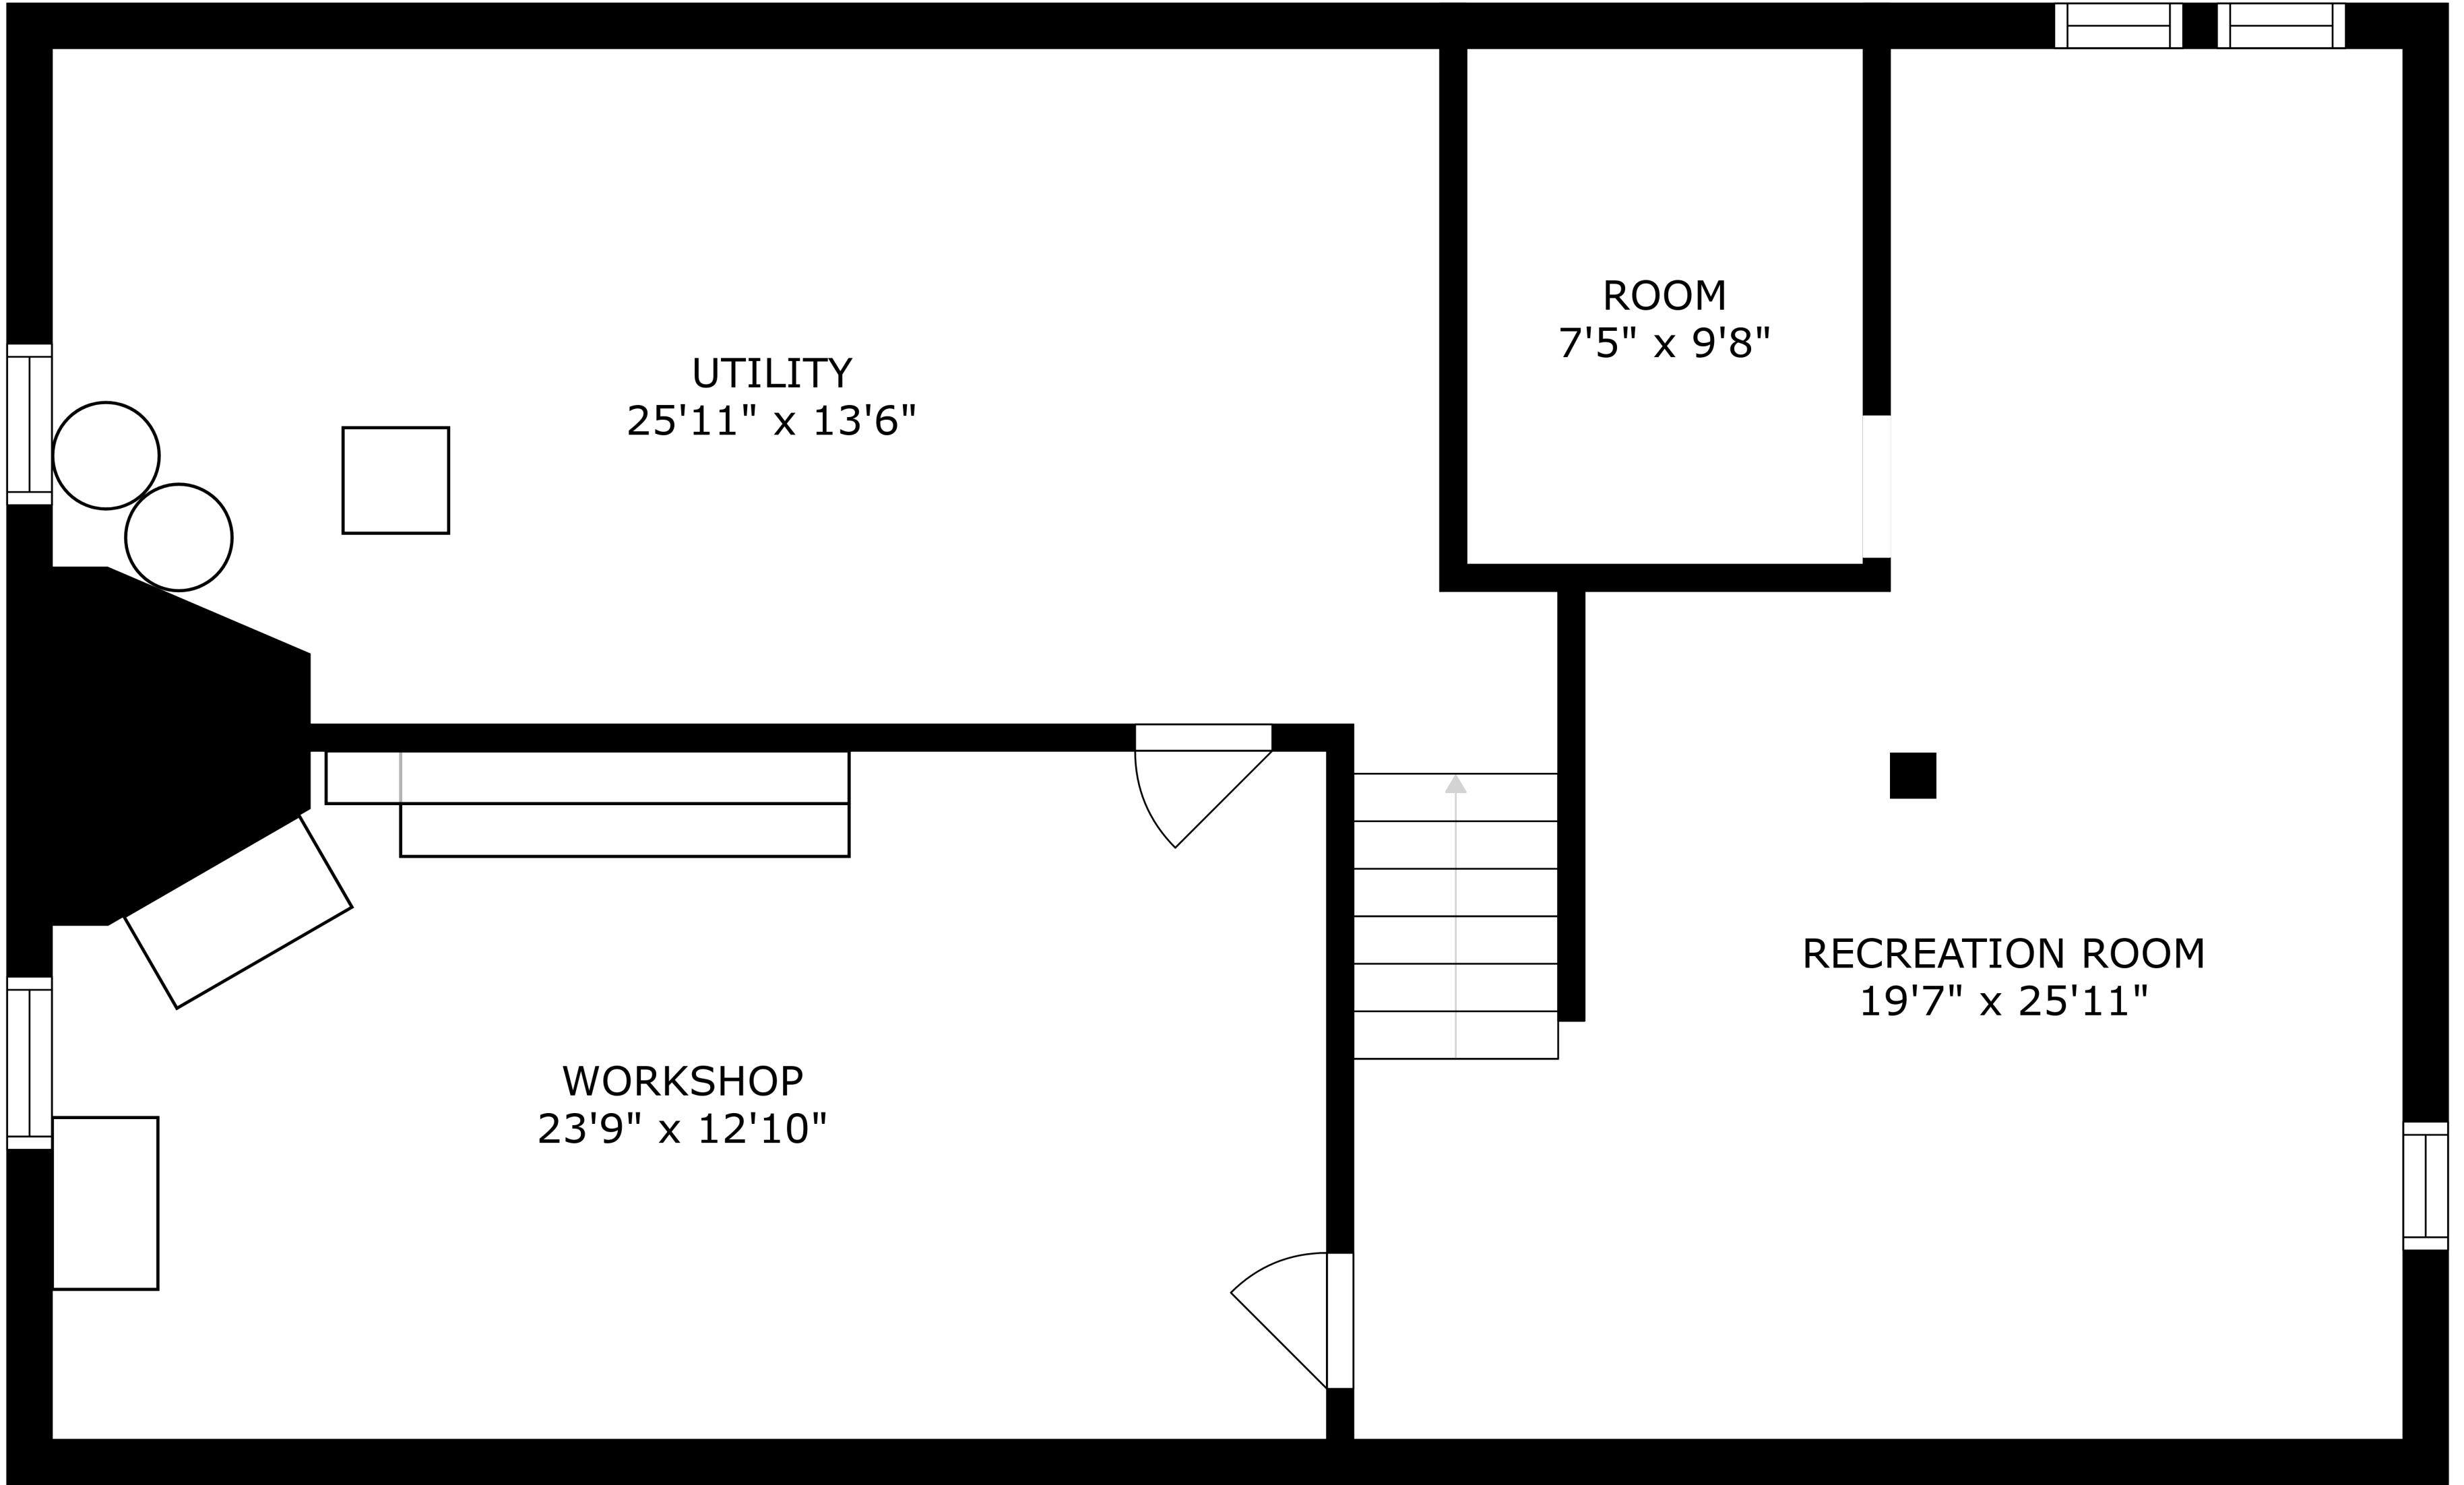 UTILITY
25'11" x 13'6"
ROOM
7'5" x 9'8"
WORKSHOP
23'9" x 12'10"
RECREATION ROOM
19'7" x 25'11"